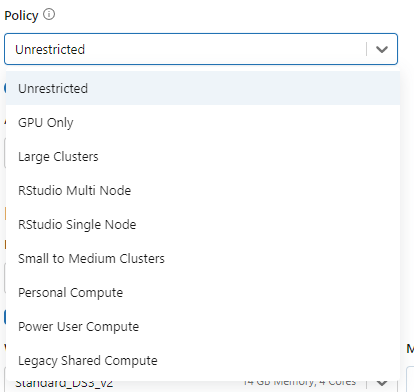 Policy
Unrestricted
Unrestricted
GPU Only
Large Clusters
RStudio Multi Node
RStudio Single Node
Small to Medium Clusters
Personal Compute
Power User Compute
Legacy Shared Compute
Standard_DS3_v2 14 GB Memory, 4 Cores